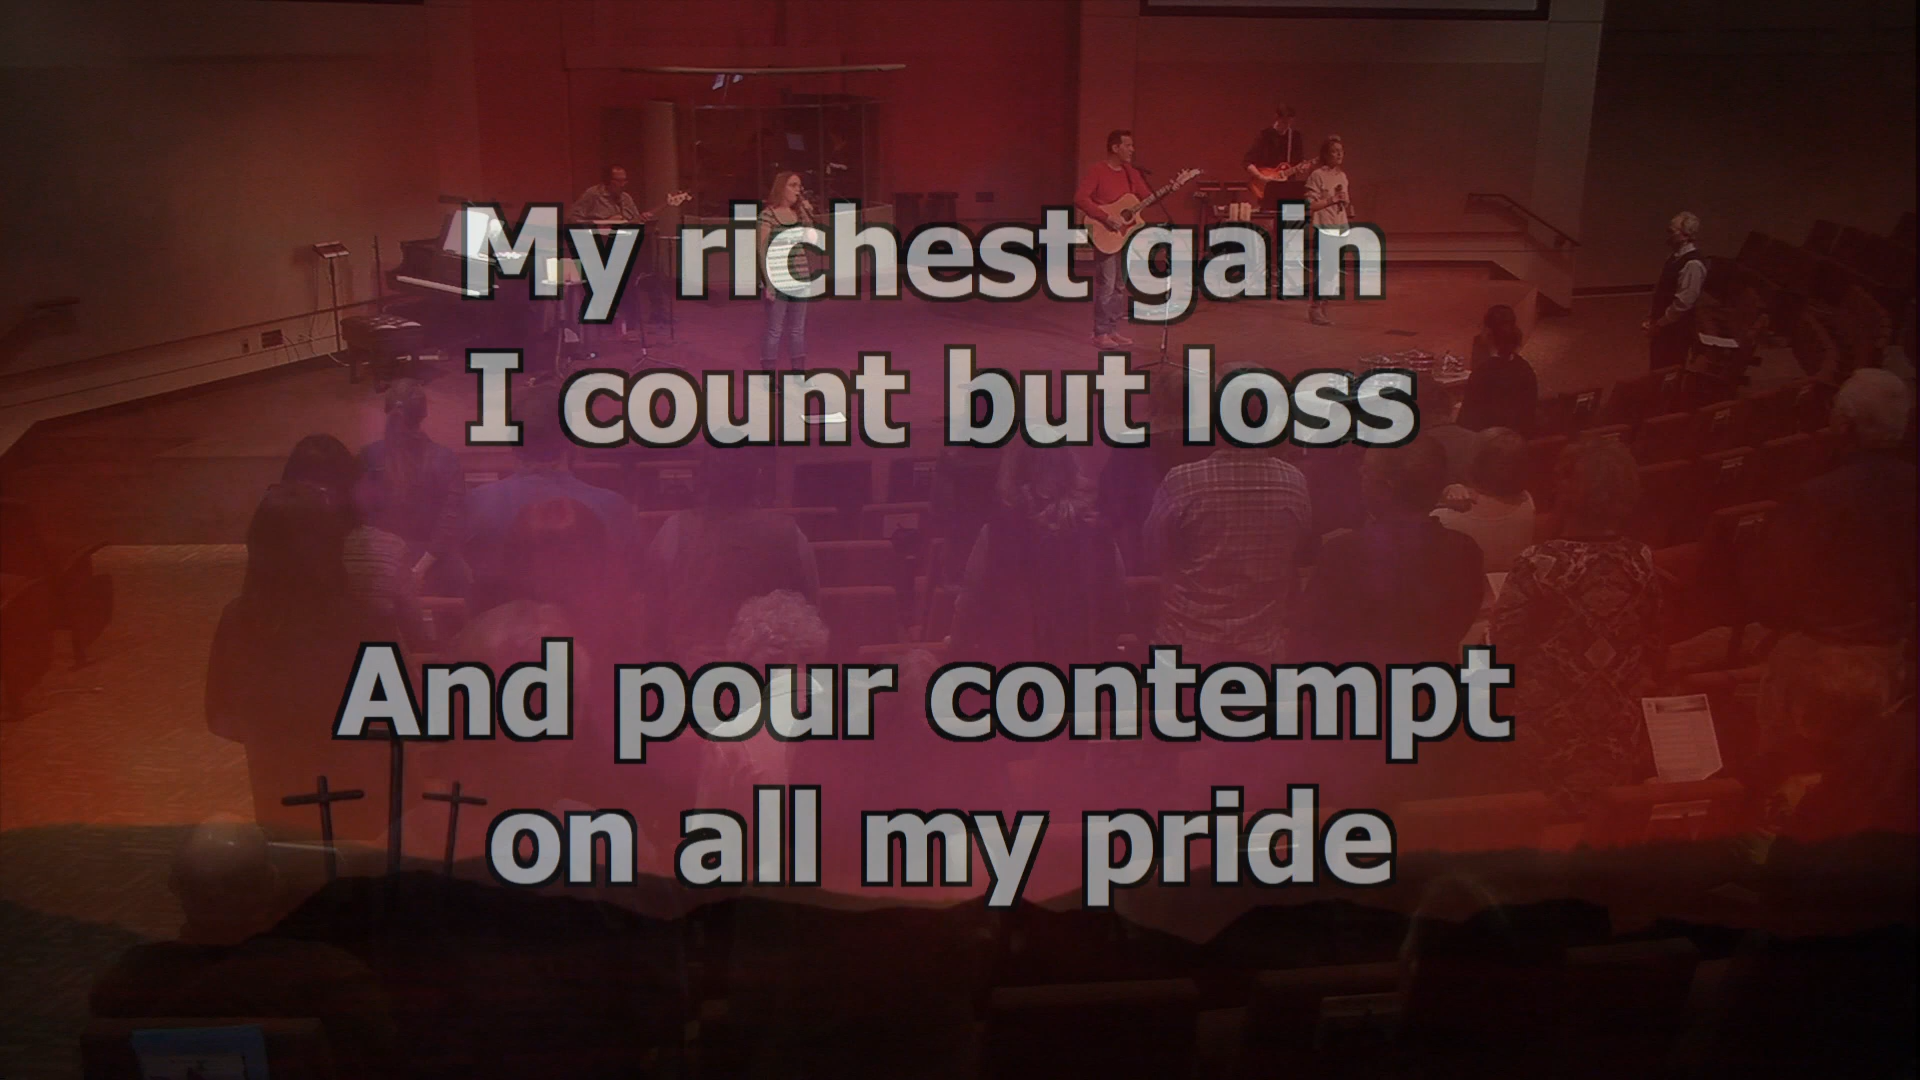 My richest gain
I count but loss
And pour contempt
on all my pride